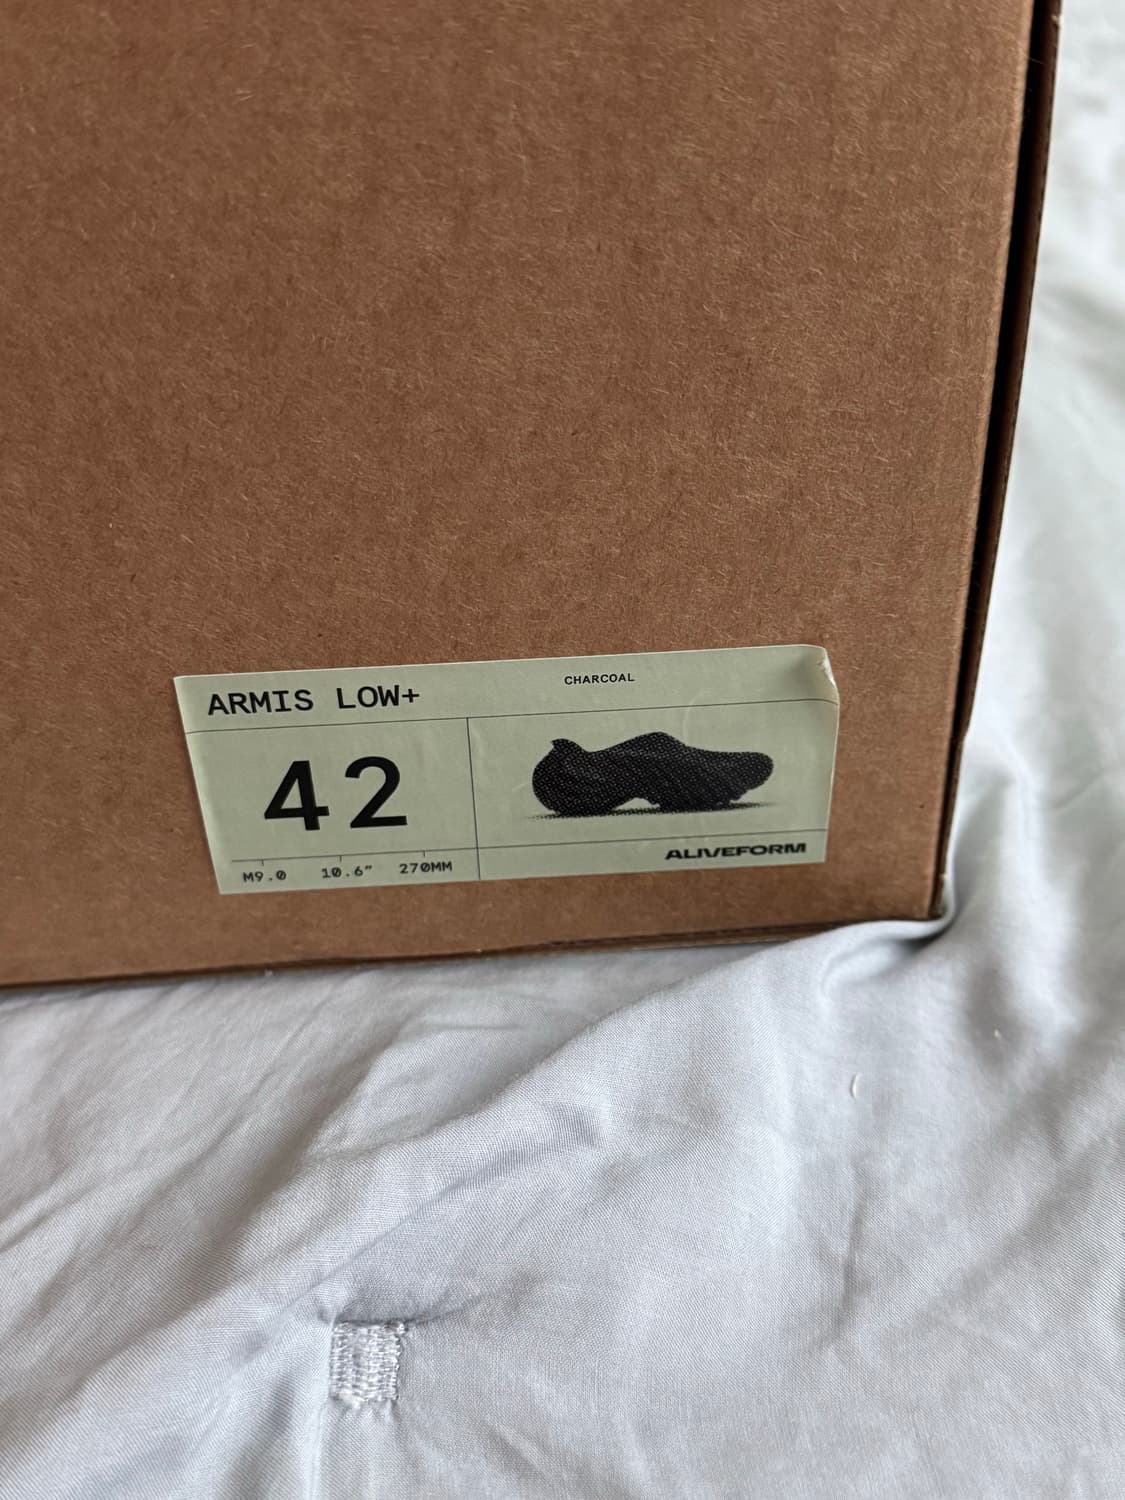 ARMIS LOW+
CHARCOAL
42
M9.0 10.6″ 270MM
ALIVEFORM